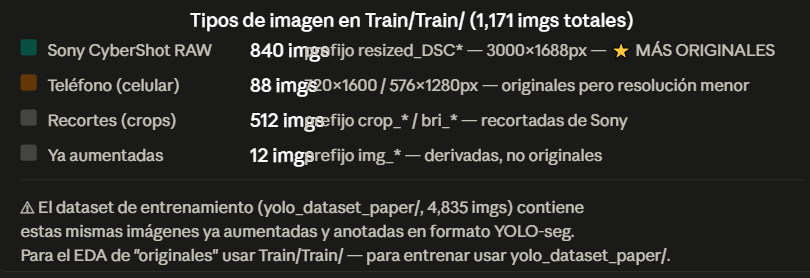 Tipos de imagen en Train/Train/ (1,171 imgs totales)
Sony CyberShot RAW 840 imgs prefijo resized_DSC* — 3000×1688px — ⭐ MÁS ORIGINALES
Teléfono (celular) 88 imgs 720×1600 / 576×1280px — originales pero resolución menor
Recortes (crops) 512 imgs prefijo crop_* / bri_* — recortadas de Sony
Ya aumentadas 12 imgs prefijo img_* — derivadas, no originales
⚠ El dataset de entrenamiento (yolo_dataset_paper/, 4,835 imgs) contiene
estas mismas imágenes ya aumentadas y anotadas en formato YOLO-seg.
Para el EDA de "originales" usar Train/Train/ — para entrenar usar yolo_dataset_paper/.